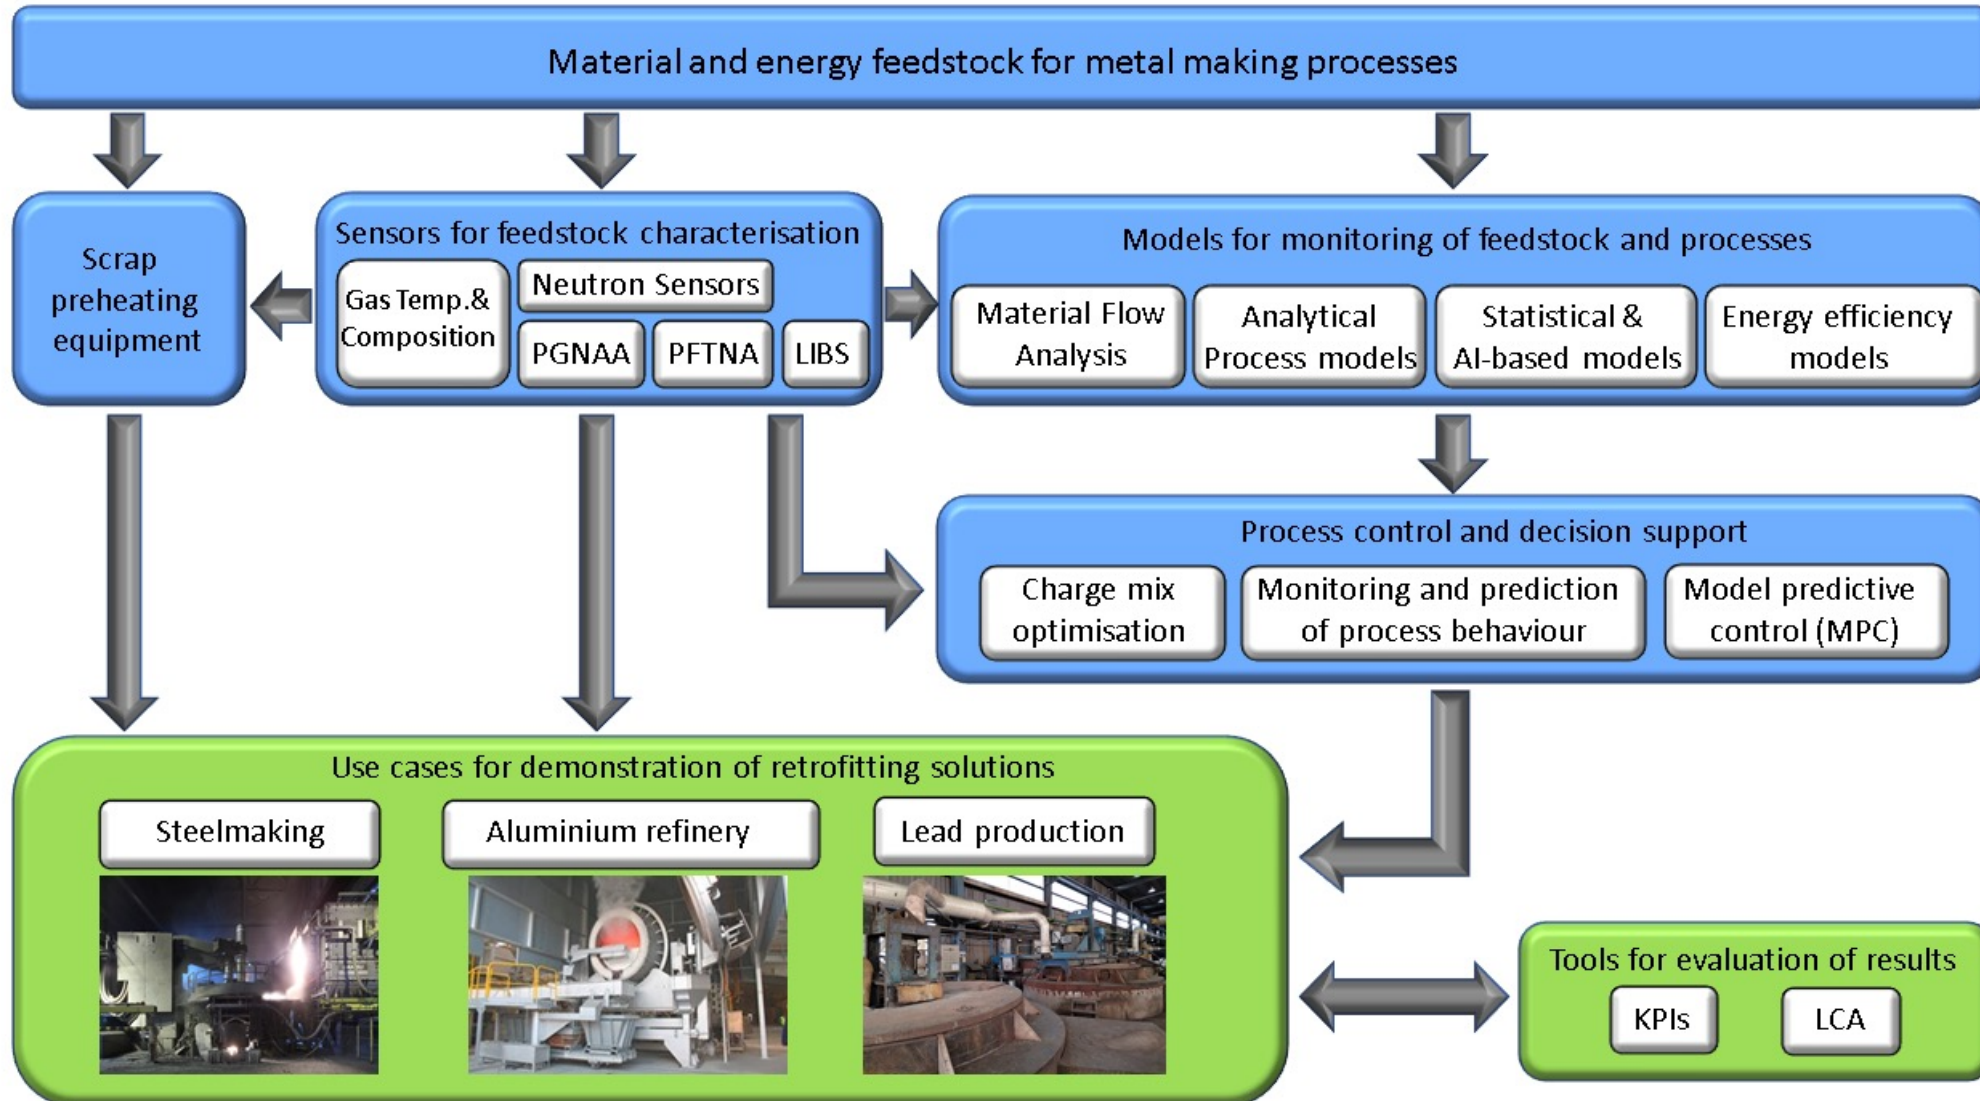 Material and energy feedstock for metal making processes
Scrap
preheating
equipment
Sensors for feedstock characterisation
Gas Temp.&
Composition
Neutron Sensors
PGNAA
PFTNA
LIBS
Models for monitoring of feedstock and processes
Material Flow
Analysis
Analytical
Process models
Statistical &
AI-based models
Energy efficiency
models
Process control and decision support
Charge mix
optimisation
Monitoring and prediction
of process behaviour
Model predictive
control (MPC)
Use cases for demonstration of retrofitting solutions
Steelmaking
Aluminium refinery
Lead production
Tools for evaluation of results
KPIs
LCA